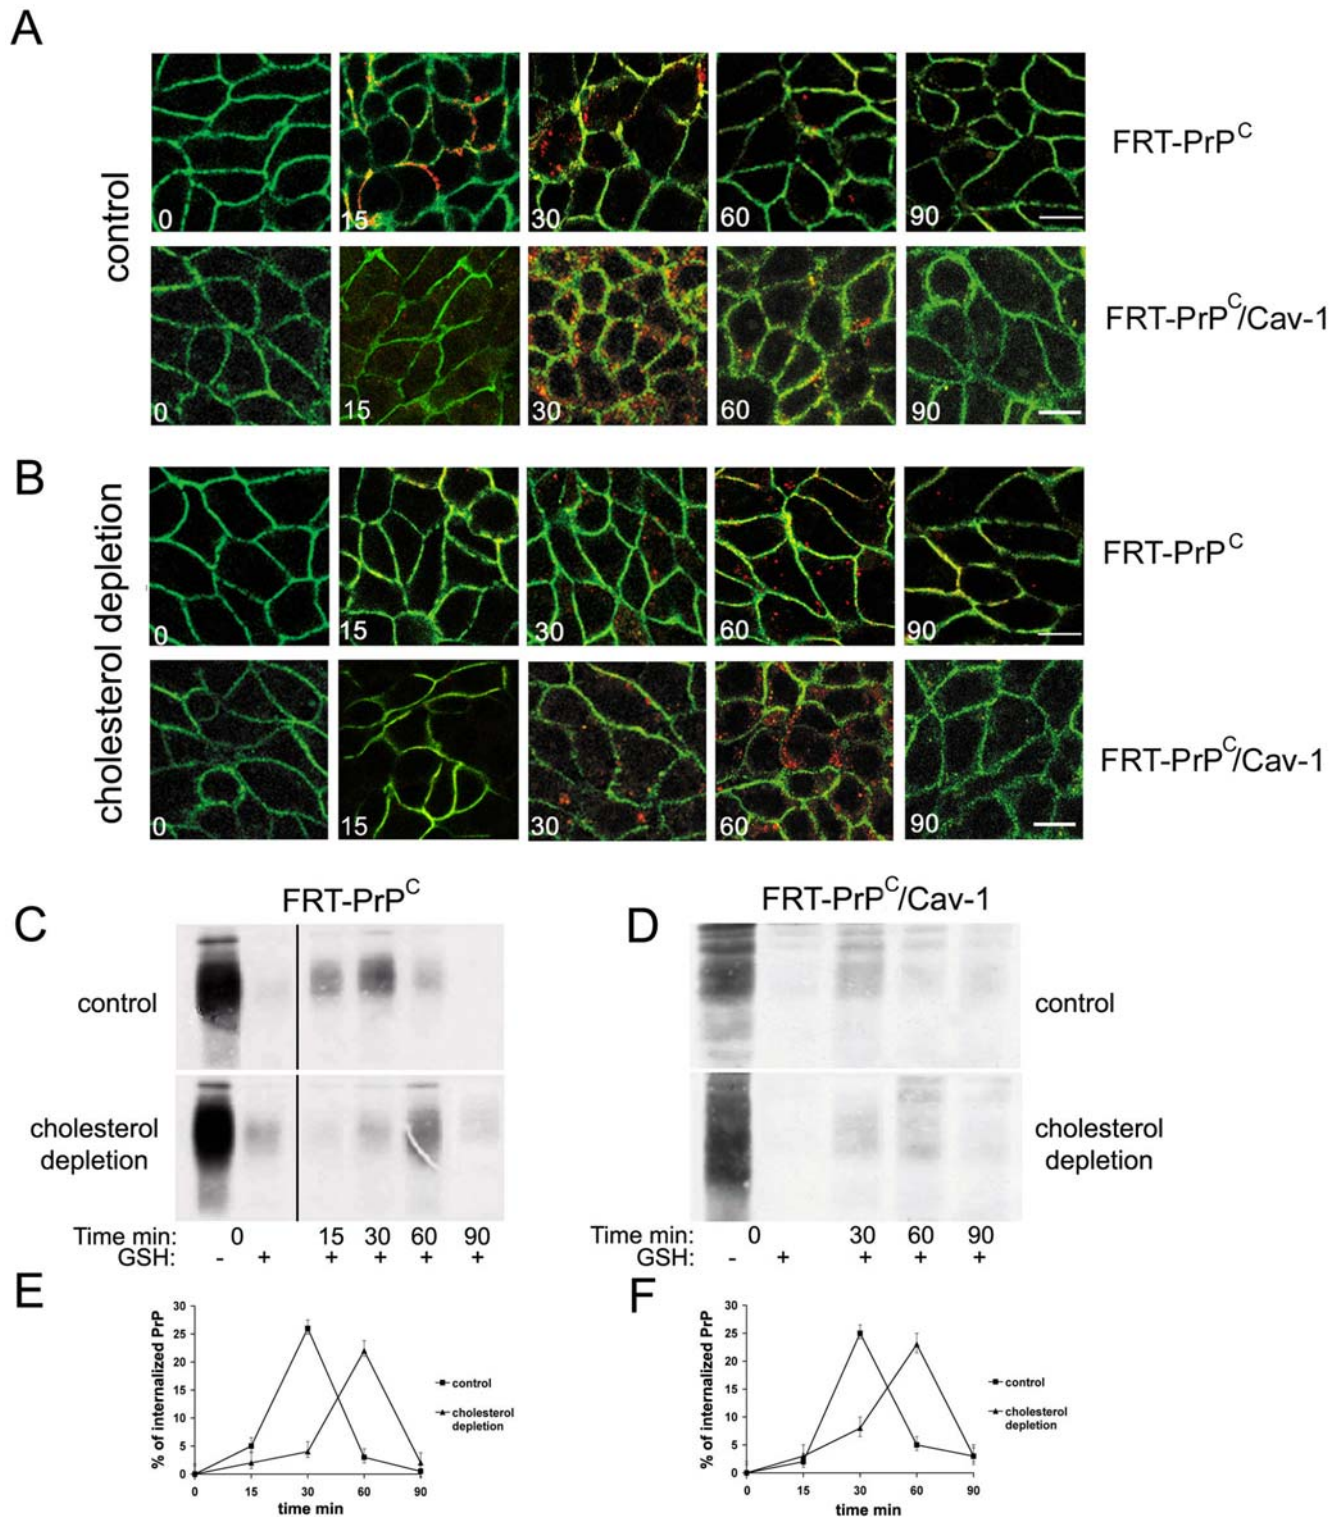 A
control
0 15 30 60 90
FRT-PrP^C
0 15 30 60 90
FRT-PrP^C/Cav-1
B
cholesterol depletion
0 15 30 60 90
FRT-PrP^C
0 15 30 60 90
FRT-PrP^C/Cav-1
C
FRT-PrP^C
control
cholesterol
depletion
Time min: 0 15 30 60 90
GSH: - + + + + +
D
FRT-PrP^C/Cav-1
control
cholesterol
depletion
Time min: 0 30 60 90
GSH: - + + + +
E
% of internalized PrP
30
25
20
15
10
5
0
0 15 30 60 90
time min
control
cholesterol
depletion
F
% of internalized PrP
30
25
20
15
10
5
0
0 15 30 60 90
time min
control
cholesterol
depletion